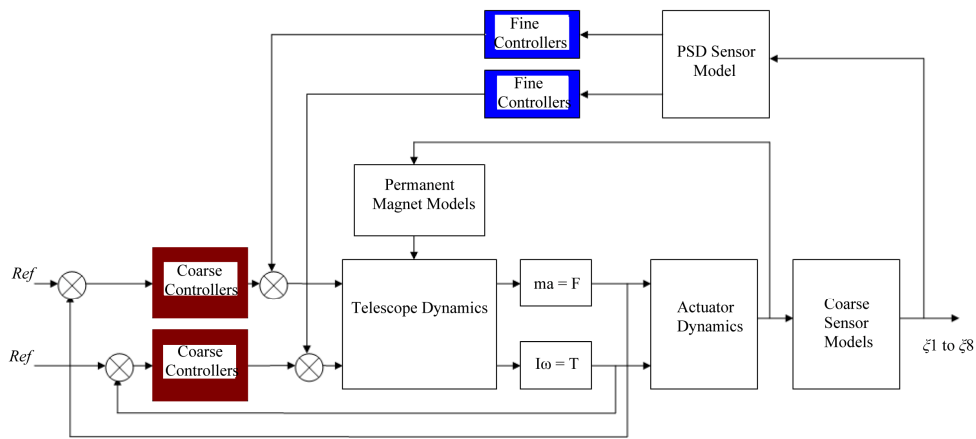 Fine
Controllers
PSD Sensor
Model
Fine
Controllers
Permanent
Magnet Models
Ref
Coarse
Controllers
Telescope Dynamics
ma = F
Actuator
Dynamics
Coarse
Sensor
Models
Ref
Coarse
Controllers
Iω = T
ξ1 to ξ8